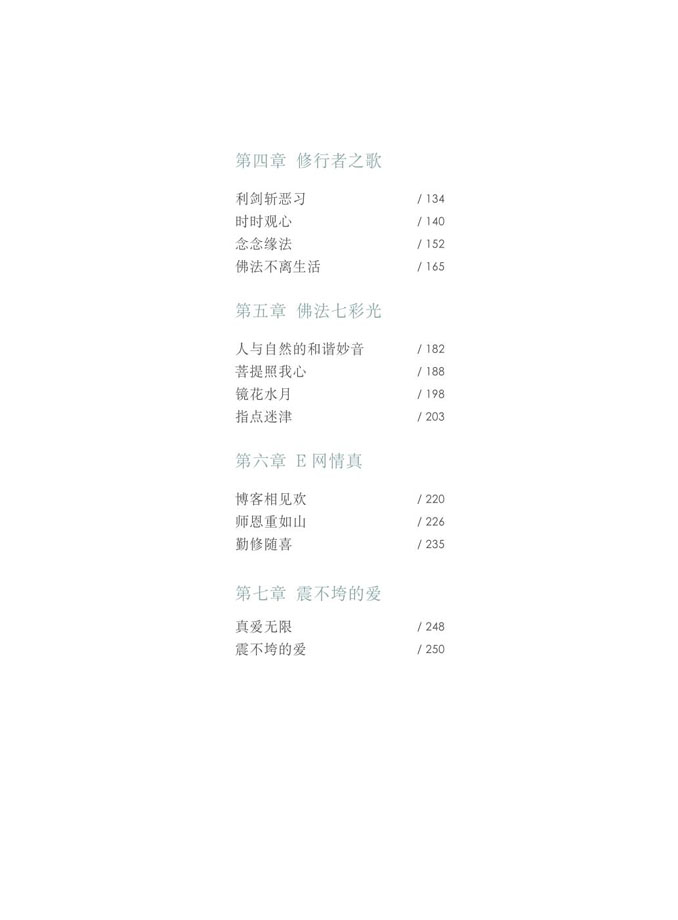 第四章 修行者之歌
利剑斩恶习 / 134
时时观心 / 140
念念缘法 / 152
佛法不离生活 / 165
第五章 佛法七彩光
人与自然的和谐妙音 / 182
菩提照我心 / 188
镜花水月 / 198
指点迷津 / 203
第六章 E 网情真
博客相见欢 / 220
师恩重如山 / 226
勤修随喜 / 235
第七章 震不垮的爱
真爱无限 / 248
震不垮的爱 / 250